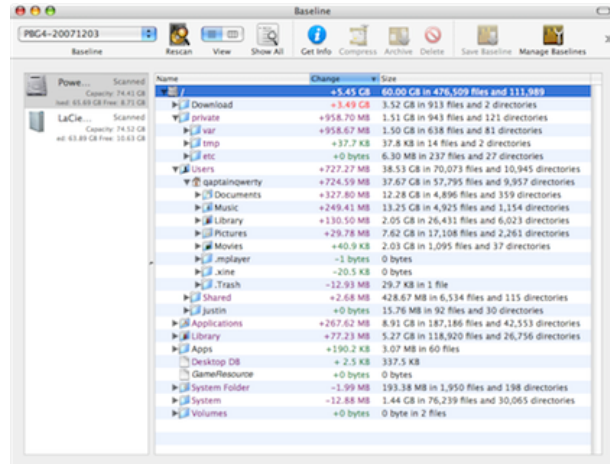 Baseline
PBG4-20071203
Baseline Rescan View Show All Get Info Compress Archive Delete Save Baseline Manage Baselines
Powe... Scanned
Capacity: 74.41 GB
ised: 65.69 GB Free: 8.71 GB
LaCie... Scanned
Capacity: 74.52 GB
ed: 63.89 GB Free: 10.63 GB
Name Change Size
/ +5.45 GB 60.00 GB in 476,509 files and 111,989
Download +3.49 GB 3.52 GB in 913 files and 2 directories
private +958.70 MB 1.51 GB in 943 files and 121 directories
var +958.67 MB 1.50 GB in 638 files and 81 directories
tmp +37.7 KB 37.8 KB in 14 files and 2 directories
etc +0 bytes 6.30 MB in 237 files and 27 directories
Users +727.27 MB 38.53 GB in 70,073 files and 10,945 directories
qaptainqwerty +724.59 MB 37.67 GB in 57,795 files and 9,957 directories
Documents +327.80 MB 12.28 GB in 4,896 files and 359 directories
Music +249.41 MB 13.25 GB in 4,925 files and 1,154 directories
Library +130.50 MB 2.05 GB in 26,431 files and 6,023 directories
Pictures +29.78 MB 7.62 GB in 17,108 files and 2,261 directories
Movies +40.9 KB 2.03 GB in 1,095 files and 37 directories
.mplayer -1 bytes 0 bytes
.xine -20.5 KB 0 bytes
.Trash -12.93 MB 29.7 KB in 1 file
Shared +2.68 MB 428.67 MB in 6,534 files and 115 directories
justin +0 bytes 15.76 MB in 92 files and 30 directories
Applications +267.62 MB 8.91 GB in 187,186 files and 42,553 directories
Library +77.23 MB 5.27 GB in 118,920 files and 26,756 directories
Apps +190.2 KB 3.07 MB in 60 files
Desktop DB + 2.5 KB 337.5 KB
GameResource +0 bytes 0 bytes
System Folder -1.99 MB 193.38 MB in 1,950 files and 198 directories
System -12.88 MB 1.44 GB in 76,239 files and 30,065 directories
Volumes +0 bytes 0 byte in 2 files